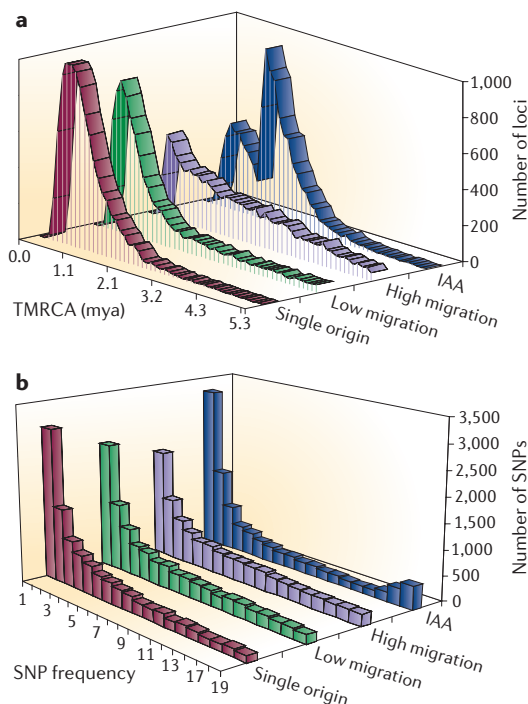 a
1,000
800
600
400
200
0
Number of loci
0.0
1.1
2.1
3.2
4.3
5.3
TMRCA (mya)
Single origin
Low migration
High migration
IAA
b
3,500
3,000
2,500
2,000
1,500
1,000
500
0
Number of SNPs
1
3
5
7
9
11
13
17
19
SNP frequency
Single origin
Low migration
High migration
IAA